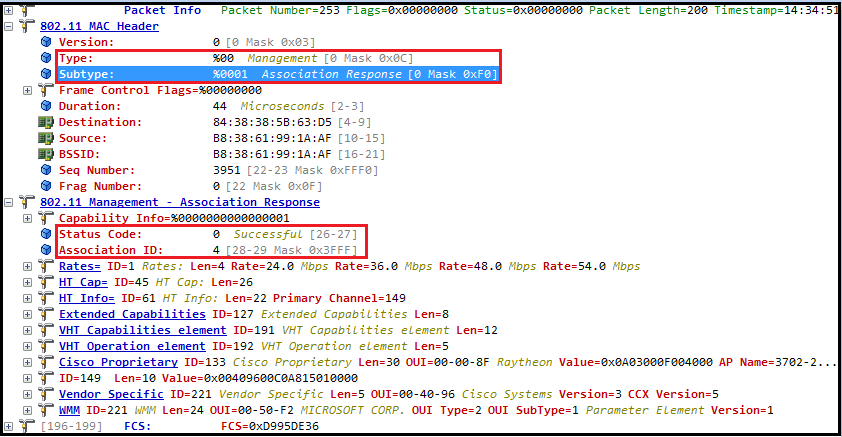 Packet Info Packet Number=253 Flags=0x00000000 Status=0x00000000 Packet Length=200 Timestamp=14:34:51
802.11 MAC Header
Version: 0 [0 Mask 0x03]
Type: %00 Management [0 Mask 0x0C]
Subtype: %0001 Association Response [0 Mask 0xF0]
Frame Control Flags=%00000000
Duration: 44 Microseconds [2-3]
Destination: 84:38:38:5B:63:D5 [4-9]
Source: B8:38:61:99:1A:AF [10-15]
BSSID: B8:38:61:99:1A:AF [16-21]
Seq Number: 3951 [22-23 Mask 0xFFF0]
Frag Number: 0 [22 Mask 0x0F]
802.11 Management - Association Response
Capability Info=%0000000000000001
Status Code: 0 Successful [26-27]
Association ID: 4 [28-29 Mask 0x3FFF]
Rates= ID=1 Rates: Len=4 Rate=24.0 Mbps Rate=36.0 Mbps Rate=48.0 Mbps Rate=54.0 Mbps
HT Cap= ID=45 HT Cap: Len=26
HT Info= ID=61 HT Info: Len=22 Primary Channel=149
Extended Capabilities ID=127 Extended Capabilities Len=8
VHT Capabilities element ID=191 VHT Capabilities element Len=12
VHT Operation element ID=192 VHT Operation element Len=5
Cisco Proprietary ID=133 Cisco Proprietary Len=30 OUI=00-00-8F Raytheon Value=0x0A03000F004000 AP Name=3702-2...
ID=149 Len=10 Value=0x00409600C0A815010000
Vendor Specific ID=221 Vendor Specific Len=5 OUI=00-40-96 Cisco Systems Version=3 CCX Version=5
WMM ID=221 WMM Len=24 OUI=00-50-F2 MICROSOFT CORP. OUI Type=2 OUI SubType=1 Parameter Element Version=1
[196-199] FCS: FCS=0xD995DE36